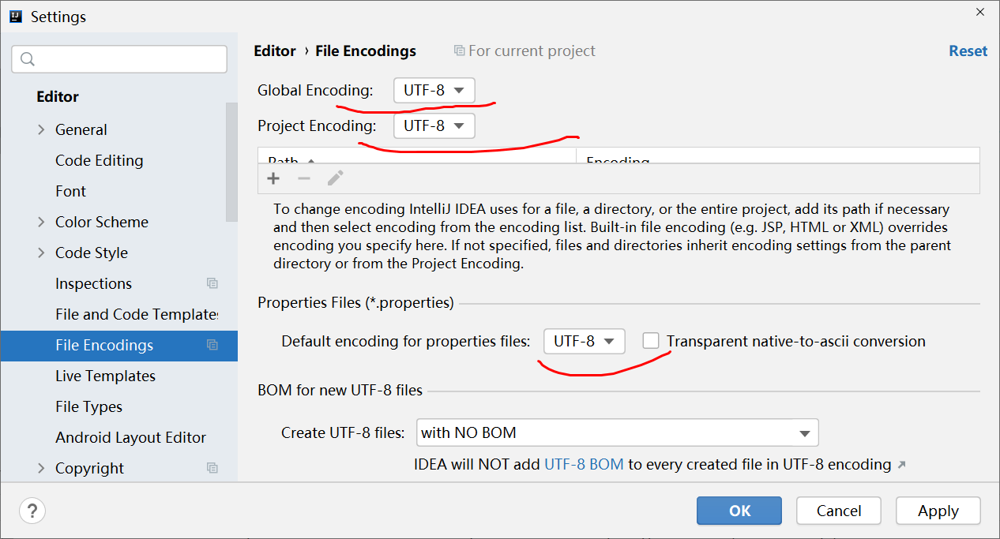 Settings
Editor › File Encodings
For current project
Reset
Editor
General
Code Editing
Font
Color Scheme
Code Style
Inspections
File and Code Template
File Encodings
Live Templates
File Types
Android Layout Editor
Copyright
Global Encoding: UTF-8
Project Encoding: UTF-8
Path Encoding
To change encoding IntelliJ IDEA uses for a file, a directory, or the entire project, add its path if necessary
and then select encoding from the encoding list. Built-in file encoding (e.g. JSP, HTML or XML) overrides
encoding you specify here. If not specified, files and directories inherit encoding settings from the parent
directory or from the Project Encoding.
Properties Files (*.properties)
Default encoding for properties files: UTF-8 Transparent native-to-ascii conversion
BOM for new UTF-8 files
Create UTF-8 files: with NO BOM
IDEA will NOT add UTF-8 BOM to every created file in UTF-8 encoding
?
OK
Cancel
Apply